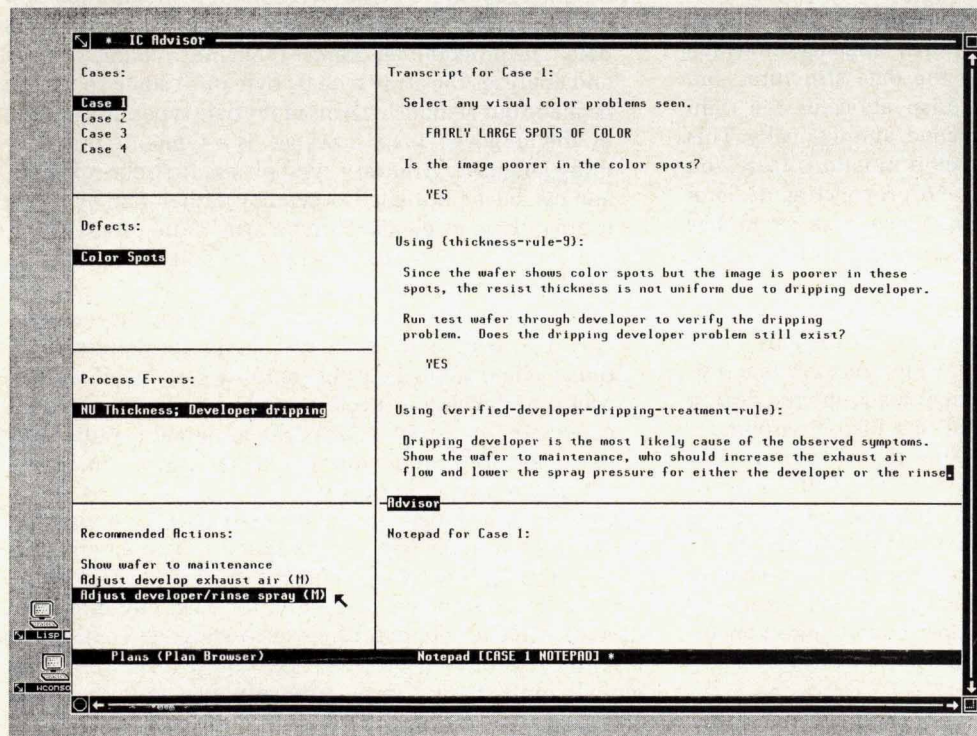 * IC Advisor
Cases:
Case 1
Case 2
Case 3
Case 4
Defects:
Color Spots
Process Errors:
NU Thickness; Developer dripping
Recommended Actions:
Show wafer to maintenance
Adjust develop exhaust air (M)
Adjust developer/rinse spray (M)
Transcript for Case 1:
Select any visual color problems seen.
FAIRLY LARGE SPOTS OF COLOR
Is the image poorer in the color spots?
YES
Using (thickness-rule-9):
Since the wafer shows color spots but the image is poorer in these
spots, the resist thickness is not uniform due to dripping developer.
Run test wafer through developer to verify the dripping
problem. Does the dripping developer problem still exist?
YES
Using (verified-developer-dripping-treatment-rule):
Dripping developer is the most likely cause of the observed symptoms.
Show the wafer to maintenance, who should increase the exhaust air
flow and lower the spray pressure for either the developer or the rinse.
Advisor
Notepad for Case 1:
Plans (Plan Browser)
Notepad [CASE 1 NOTEPAD] *
Lisp